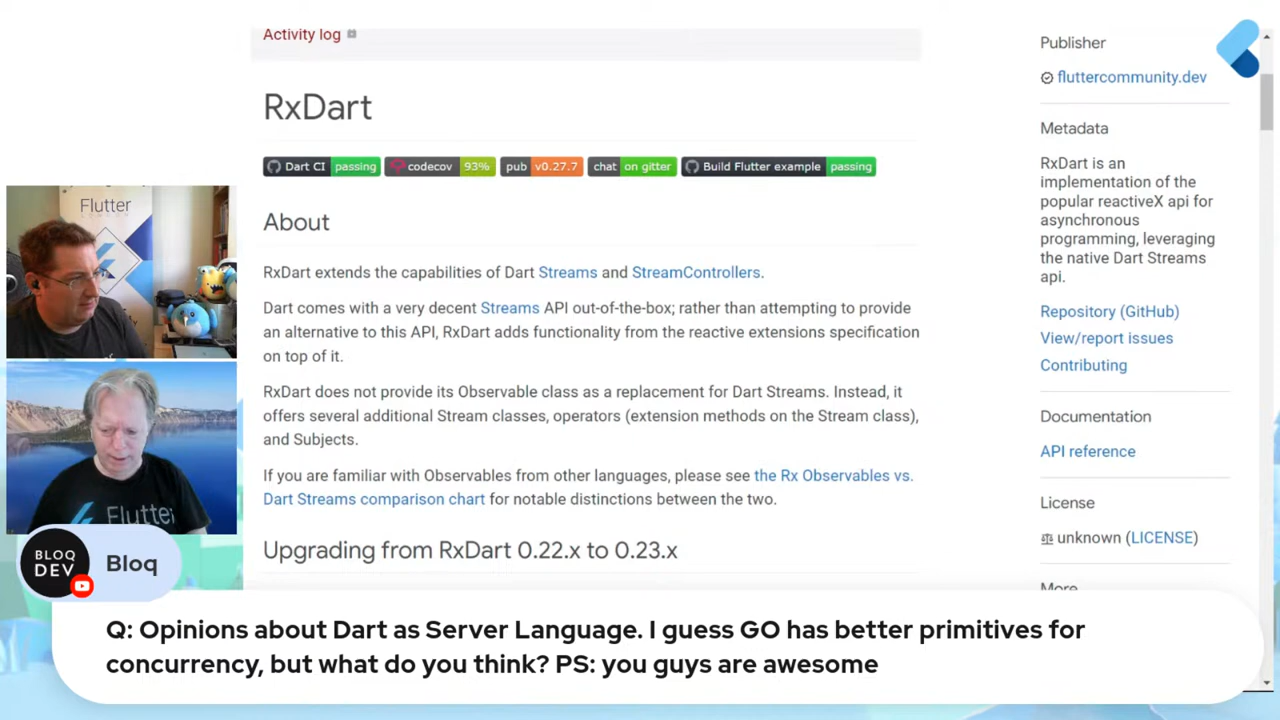 Activity log
RxDart
Dart CI passing codecov 93% pub v0.27.7 chat on gitter Build Flutter example passing
About
RxDart extends the capabilities of Dart Streams and StreamControllers.
Dart comes with a very decent Streams API out-of-the-box; rather than attempting to provide
an alternative to this API, RxDart adds functionality from the reactive extensions specification
on top of it.
RxDart does not provide its Observable class as a replacement for Dart Streams. Instead, it
offers several additional Stream classes, operators (extension methods on the Stream class),
and Subjects.
If you are familiar with Observables from other languages, please see the Rx Observables vs.
Dart Streams comparison chart for notable distinctions between the two.
Upgrading from RxDart 0.22.x to 0.23.x
Publisher
fluttercommunity.dev
Metadata
RxDart is an
implementation of the
popular reactiveX api for
asynchronous
programming, leveraging
the native Dart Streams
api.
Repository (GitHub)
View/report issues
Contributing
Documentation
API reference
License
unknown (LICENSE)
More
Flutter
Flutter
BLOQ
DEV
Bloq
Q: Opinions about Dart as Server Language. I guess GO has better primitives for
concurrency, but what do you think? PS: you guys are awesome